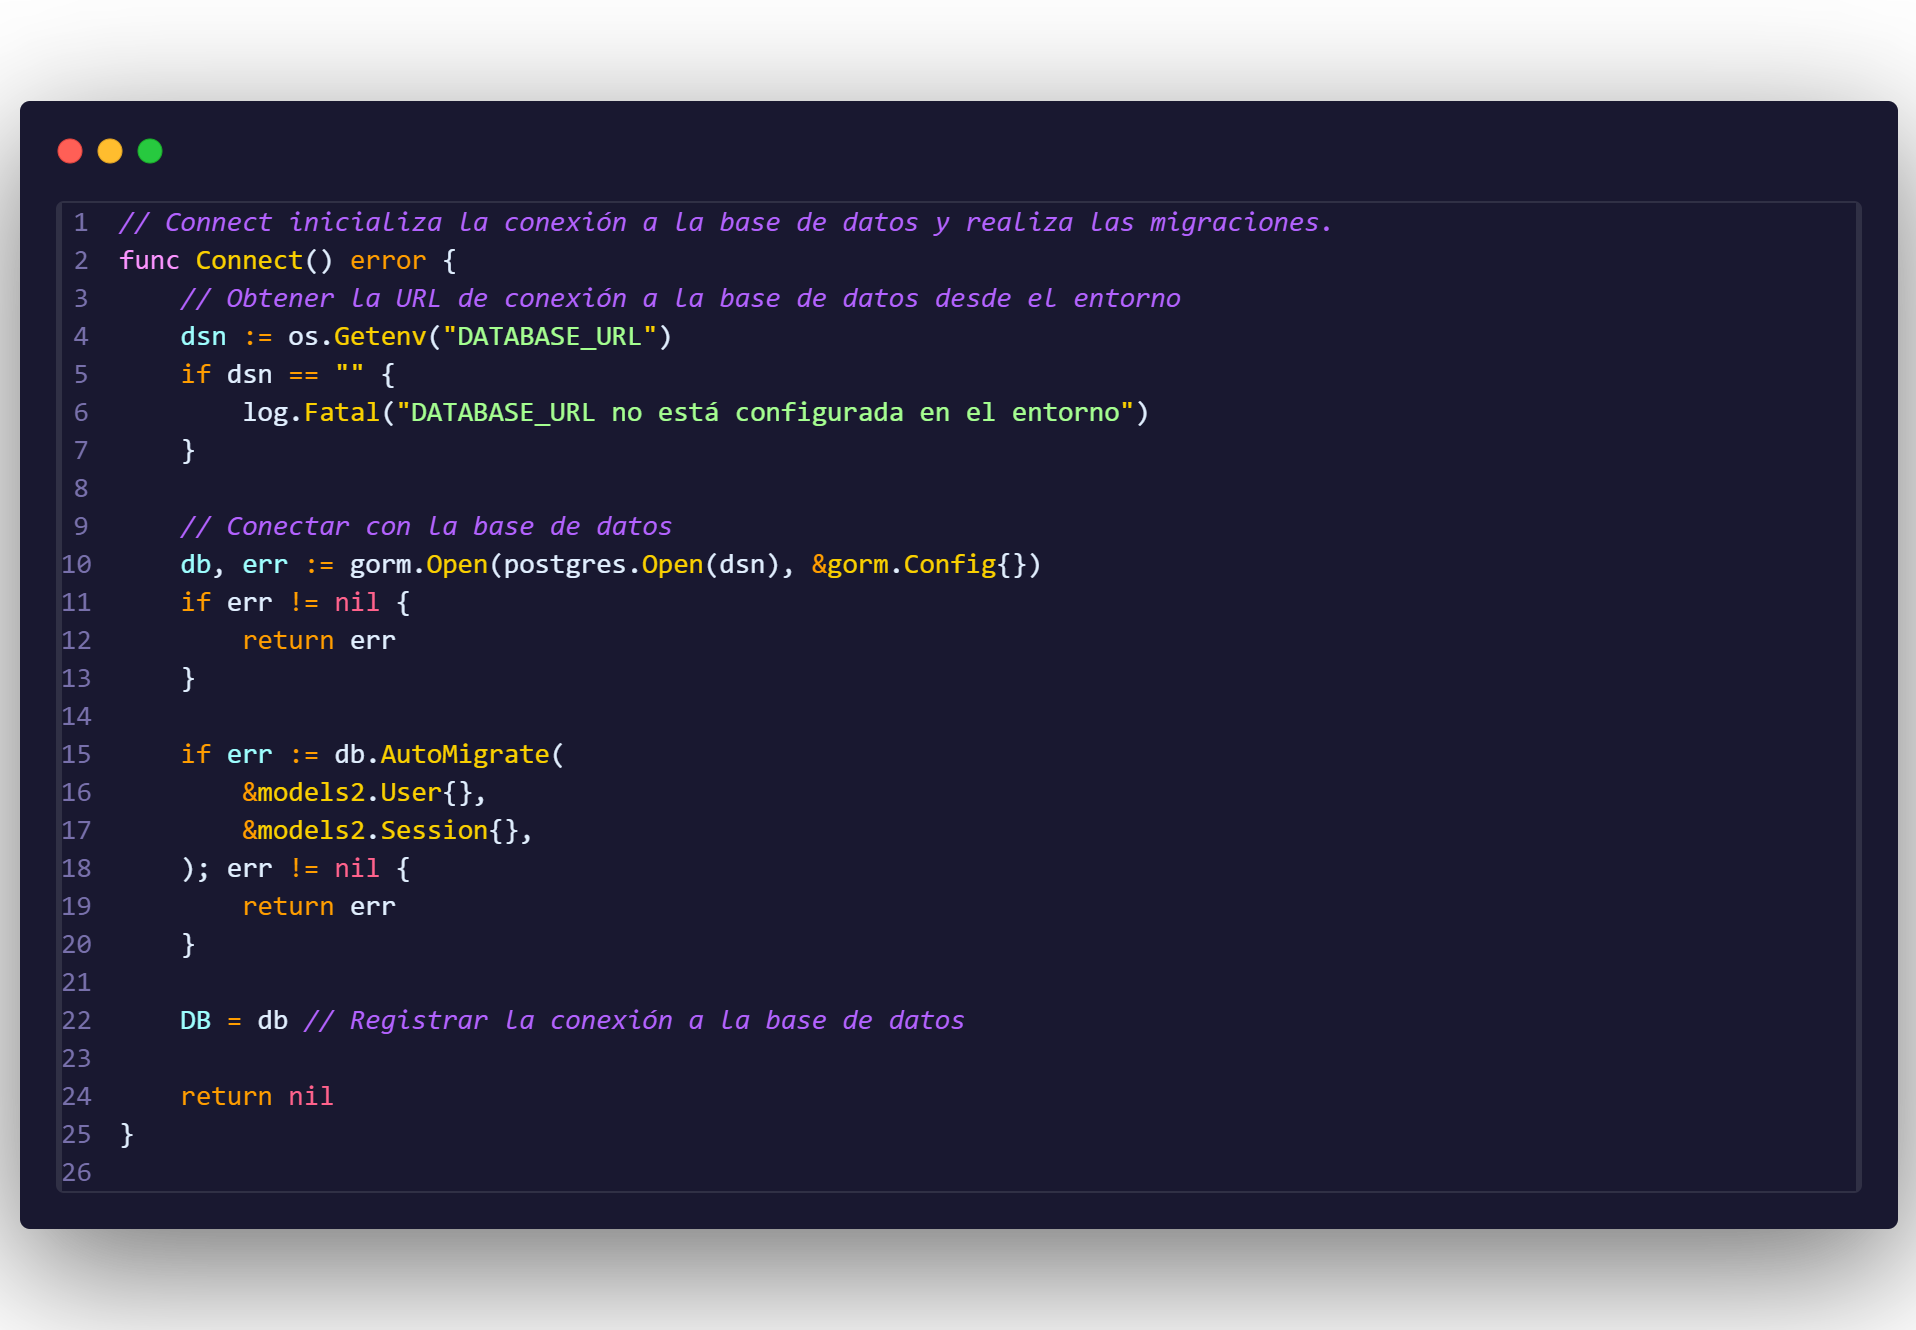 1 // Connect inicializa la conexión a la base de datos y realiza las migraciones.
2 func Connect() error {
3     // Obtener la URL de conexión a la base de datos desde el entorno
4     dsn := os.Getenv("DATABASE_URL")
5     if dsn == "" {
6         log.Fatal("DATABASE_URL no está configurada en el entorno")
7     }
8
9     // Conectar con la base de datos
10     db, err := gorm.Open(postgres.Open(dsn), &gorm.Config{})
11     if err != nil {
12         return err
13     }
14
15     if err := db.AutoMigrate(
16         &models2.User{},
17         &models2.Session{},
18     ); err != nil {
19         return err
20     }
21
22     DB = db // Registrar la conexión a la base de datos
23
24     return nil
25 }
26